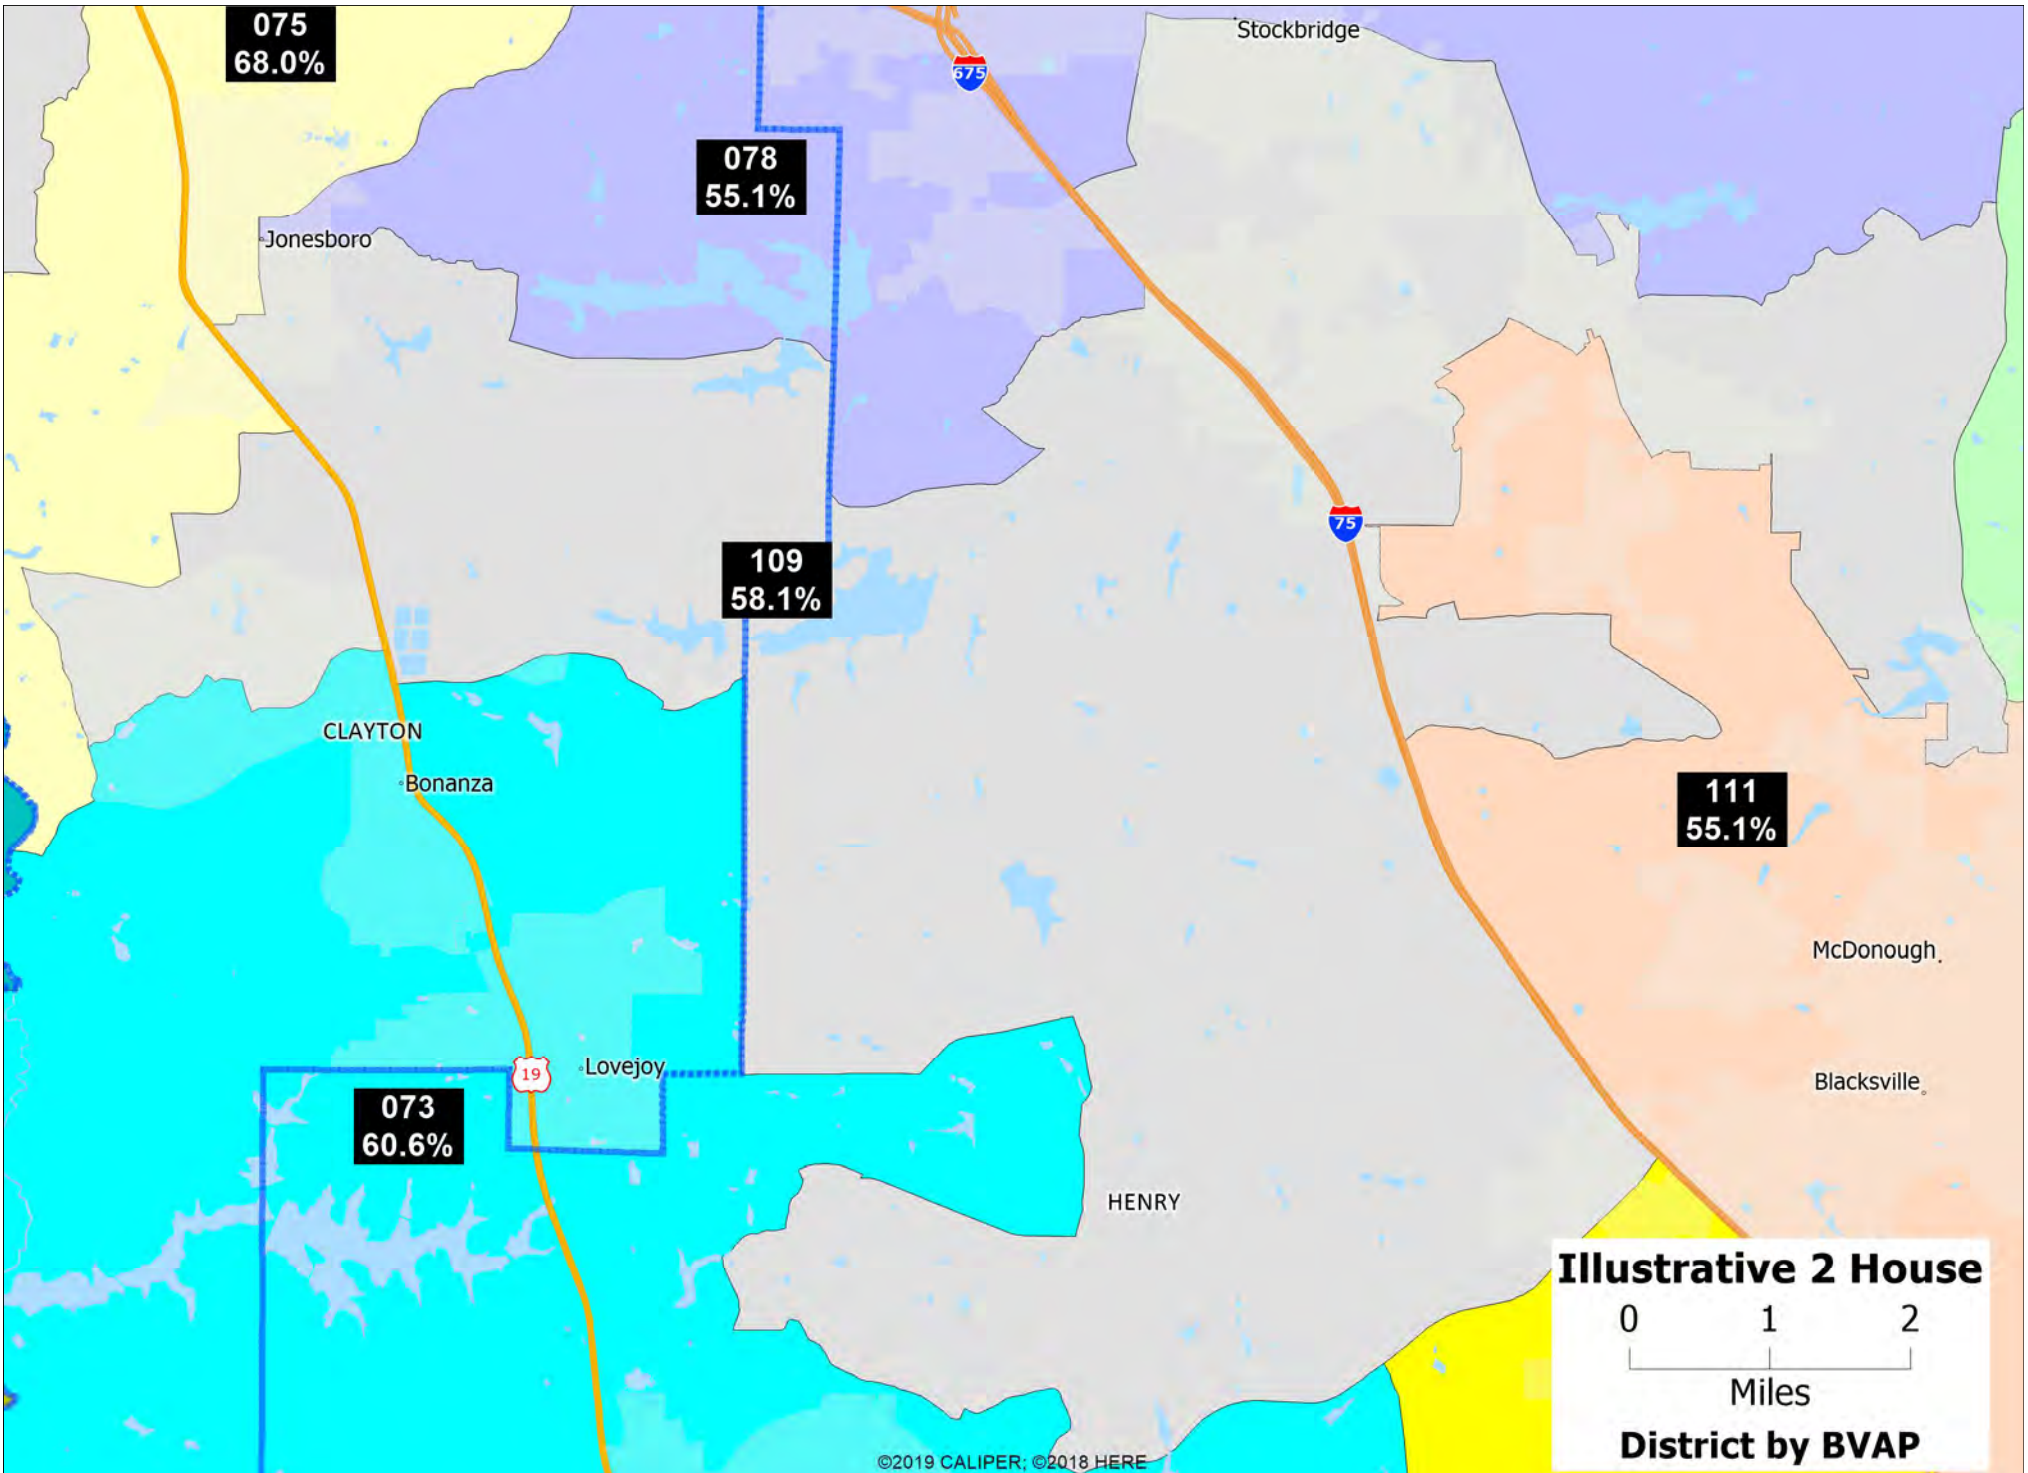 075
68.0%
Stockbridge
675
078
55.1%
Jonesboro
75
109
58.1%
CLAYTON
Bonanza
111
55.1%
McDonough
Lovejoy
19
Blacksville
073
60.6%
HENRY
Illustrative 2 House
0 1 2
Miles
District by BVAP
©2019 CALIPER; ©2018 HERE